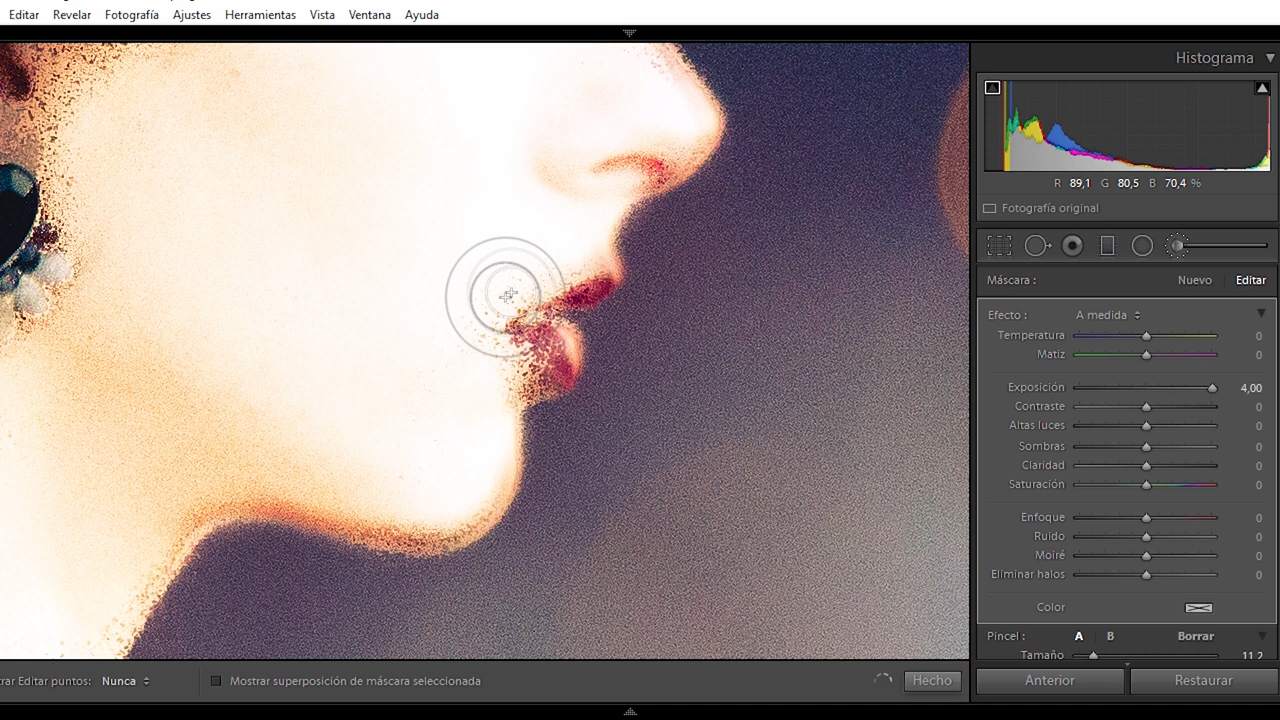 Editar Revelar Fotografía Ajustes Herramientas Vista Ventana Ayuda
Histograma
R 89,1 G 80,5 B 70,4 %
Fotografía original
Máscara : Nuevo Editar
Efecto : A medida
Temperatura 0
Matiz 0
Exposición 4,00
Contraste 0
Altas luces 0
Sombras 0
Claridad 0
Saturación 0
Enfoque 0
Ruido 0
Moiré 0
Eliminar halos 0
Color
Pincel : A B Borrar
Tamaño 11,2
rar Editar puntos: Nunca Mostrar superposición de máscara seleccionada Hecho
Anterior Restaurar